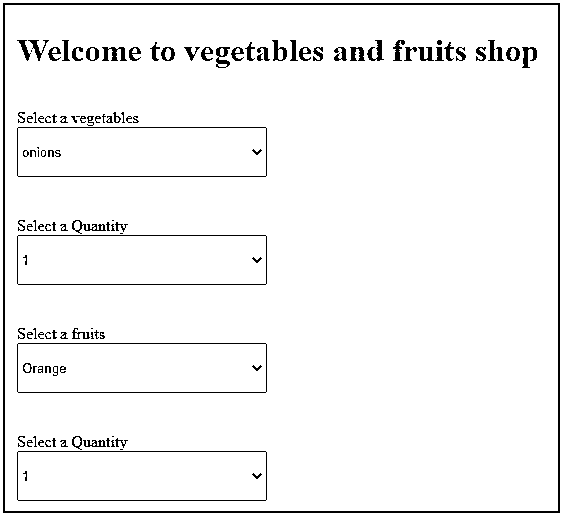 Welcome to vegetables and fruits shop
Select a vegetables
onions
Select a Quantity
1
Select a fruits
Orange
Select a Quantity
1